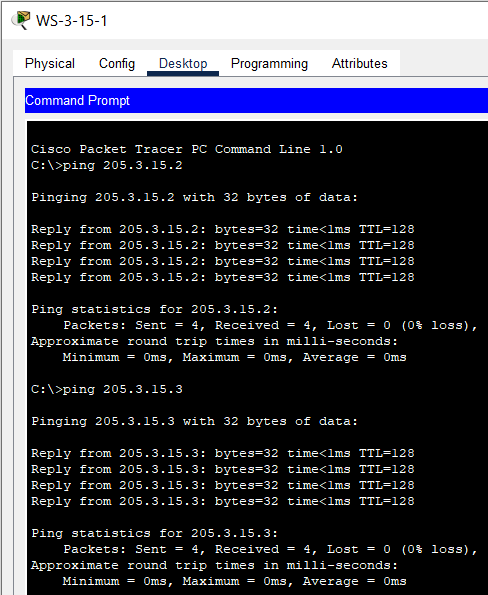 WS-3-15-1
Physical Config Desktop Programming Attributes
Command Prompt
Cisco Packet Tracer PC Command Line 1.0
C:\>ping 205.3.15.2
Pinging 205.3.15.2 with 32 bytes of data:
Reply from 205.3.15.2: bytes=32 time<1ms TTL=128
Reply from 205.3.15.2: bytes=32 time<1ms TTL=128
Reply from 205.3.15.2: bytes=32 time<1ms TTL=128
Reply from 205.3.15.2: bytes=32 time<1ms TTL=128
Ping statistics for 205.3.15.2:
Packets: Sent = 4, Received = 4, Lost = 0 (0% loss),
Approximate round trip times in milli-seconds:
Minimum = 0ms, Maximum = 0ms, Average = 0ms
C:\>ping 205.3.15.3
Pinging 205.3.15.3 with 32 bytes of data:
Reply from 205.3.15.3: bytes=32 time<1ms TTL=128
Reply from 205.3.15.3: bytes=32 time<1ms TTL=128
Reply from 205.3.15.3: bytes=32 time<1ms TTL=128
Reply from 205.3.15.3: bytes=32 time<1ms TTL=128
Ping statistics for 205.3.15.3:
Packets: Sent = 4, Received = 4, Lost = 0 (0% loss),
Approximate round trip times in milli-seconds:
Minimum = 0ms, Maximum = 0ms, Average = 0ms